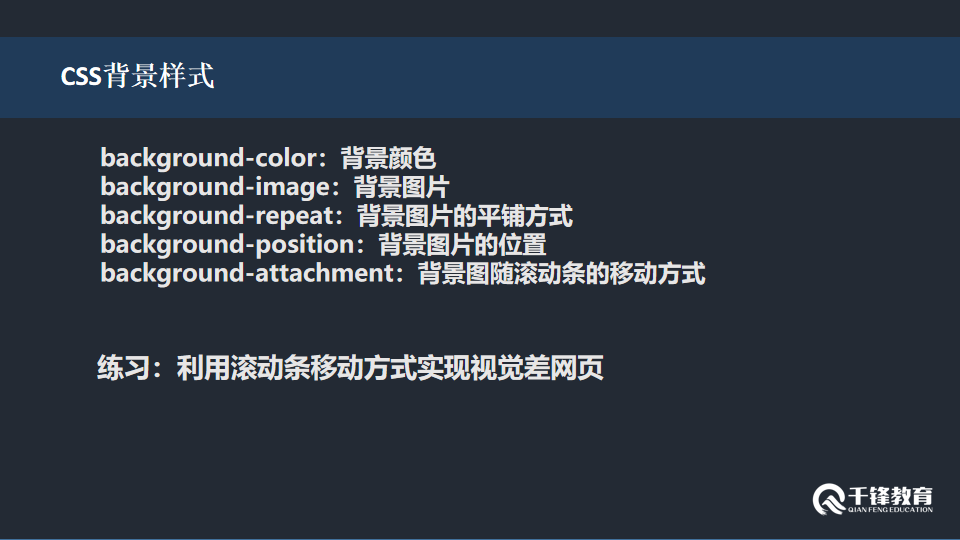 CSS背景样式
background-color：背景颜色
background-image：背景图片
background-repeat：背景图片的平铺方式
background-position：背景图片的位置
background-attachment：背景图随滚动条的移动方式
练习：利用滚动条移动方式实现视觉差网页
千锋教育
QIAN FENG EDUCATION